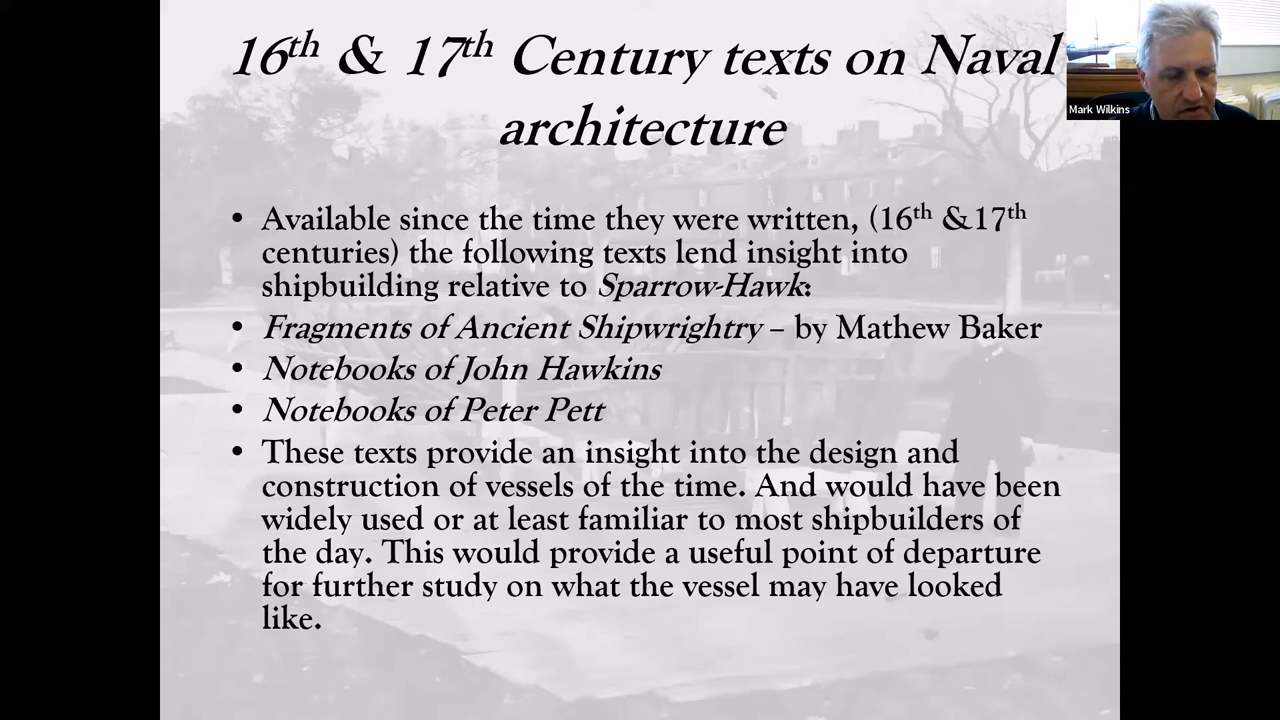 16th & 17th Century texts on Naval
architecture
Mark Wilkins
• Available since the time they were written, (16th &17th
centuries) the following texts lend insight into
shipbuilding relative to Sparrow-Hawk:
• Fragments of Ancient Shipwrightry – by Mathew Baker
• Notebooks of John Hawkins
• Notebooks of Peter Pett
• These texts provide an insight into the design and
construction of vessels of the time. And would have been
widely used or at least familiar to most shipbuilders of
the day. This would provide a useful point of departure
for further study on what the vessel may have looked
like.